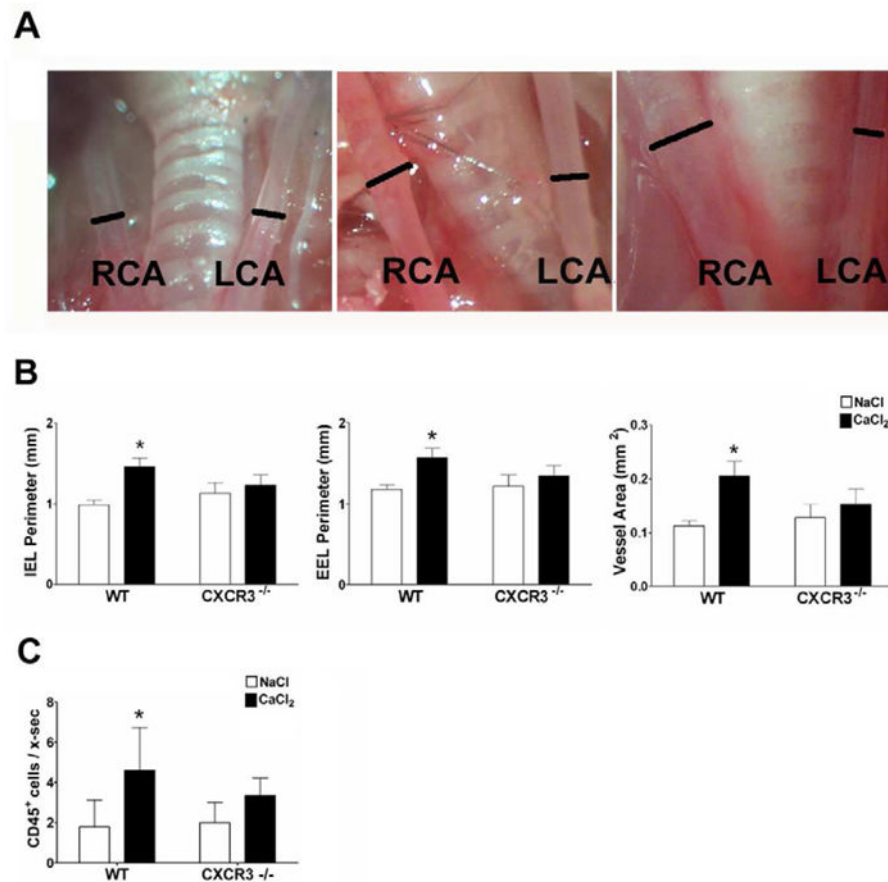 A
RCA LCA
RCA LCA
RCA LCA
B
NaCl
CaCl₂
IEL Perimeter (mm)
2
1
0
*
WT CXCR3 -/-
EEL Perimeter (mm)
2
1
0
*
WT CXCR3 -/-
Vessel Area (mm ²)
0.3
0.2
0.1
0.0
*
WT CXCR3 -/-
C
NaCl
CaCl₂
CD45⁺ cells / x-sec
8
6
4
2
0
*
WT CXCR3 -/-